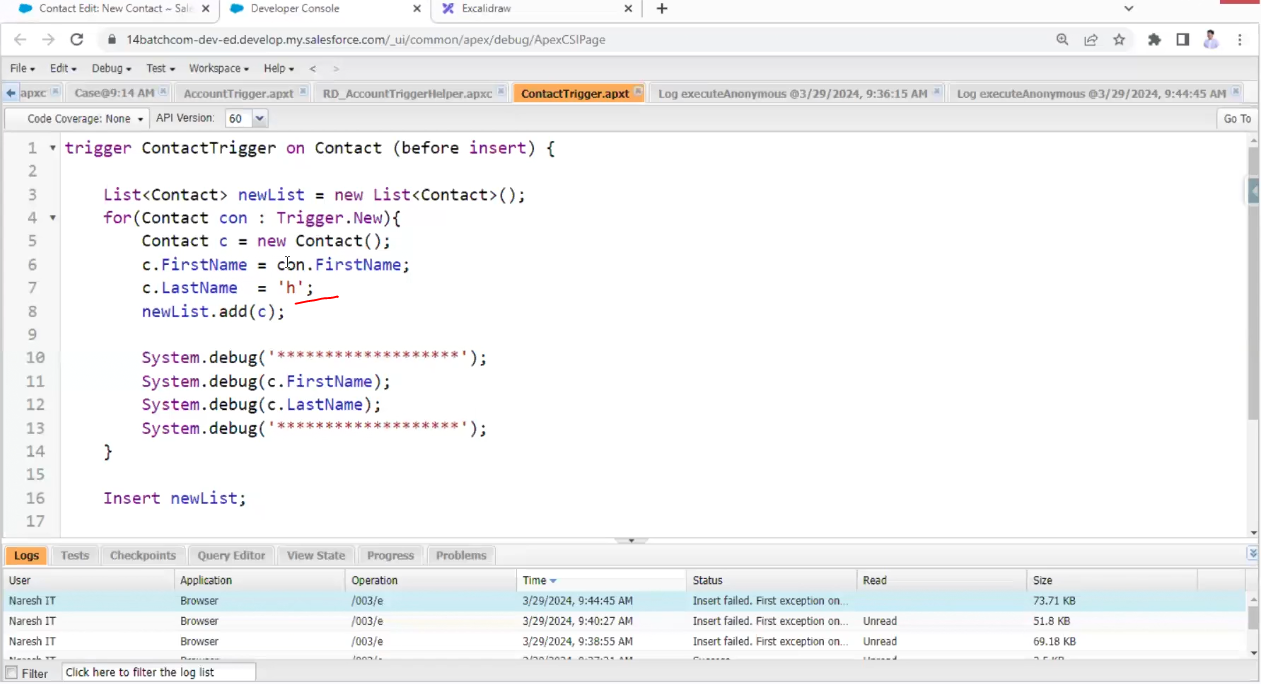 Contact Edit: New Contact ~ Sale
Developer Console
Excalidraw
14batchcom-dev-ed.develop.my.salesforce.com/_ui/common/apex/debug/ApexCSIPage
File Edit Debug Test Workspace Help < >
apxc Case@9:14 AM AccountTrigger.apxt RD_AccountTriggerHelper.apxc ContactTrigger.apxt Log executeAnonymous @3/29/2024, 9:36:15 AM Log executeAnonymous @3/29/2024, 9:44:45 AM
Code Coverage: None API Version: 60 Go To
1 trigger ContactTrigger on Contact (before insert) {
2
3 List<Contact> newList = new List<Contact>();
4 for(Contact con : Trigger.New){
5 Contact c = new Contact();
6 c.FirstName = con.FirstName;
7 c.LastName = 'h';
8 newList.add(c);
9
10 System.debug('*******************');
11 System.debug(c.FirstName);
12 System.debug(c.LastName);
13 System.debug('*******************');
14 }
15
16 Insert newList;
17
Logs Tests Checkpoints Query Editor View State Progress Problems
User Application Operation Time Status Read Size
Naresh IT Browser /003/e 3/29/2024, 9:44:45 AM Insert failed. First exception on... 73.71 KB
Naresh IT Browser /003/e 3/29/2024, 9:40:27 AM Insert failed. First exception on... Unread 51.8 KB
Naresh IT Browser /003/e 3/29/2024, 9:38:55 AM Insert failed. First exception on... Unread 69.18 KB
Filter Click here to filter the log list